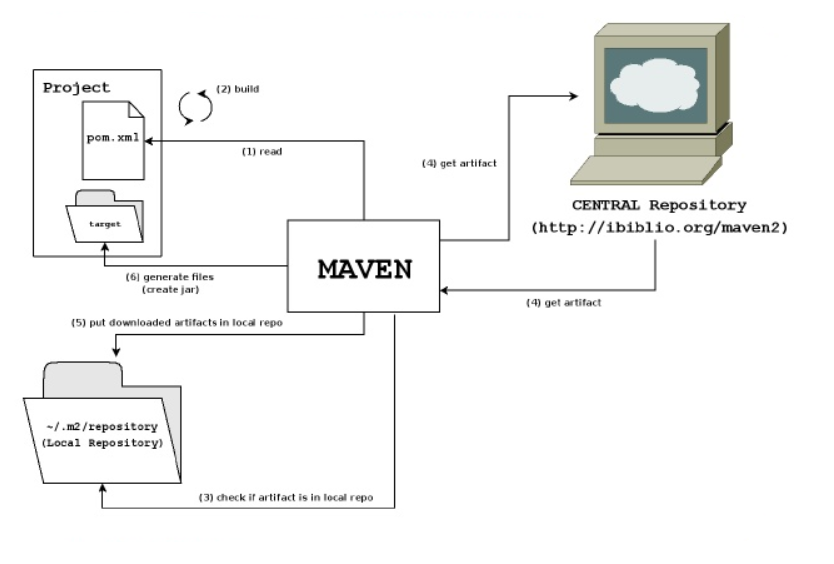 Project
(2) build
pom.xml
(1) read
target
(4) get artifact
CENTRAL Repository
(http://ibiblio.org/maven2)
MAVEN
(6) generate files
(create jar)
(4) get artifact
(5) put downloaded artifacts in local repo
~/.m2/repository
(Local Repository)
(3) check if artifact is in local repo